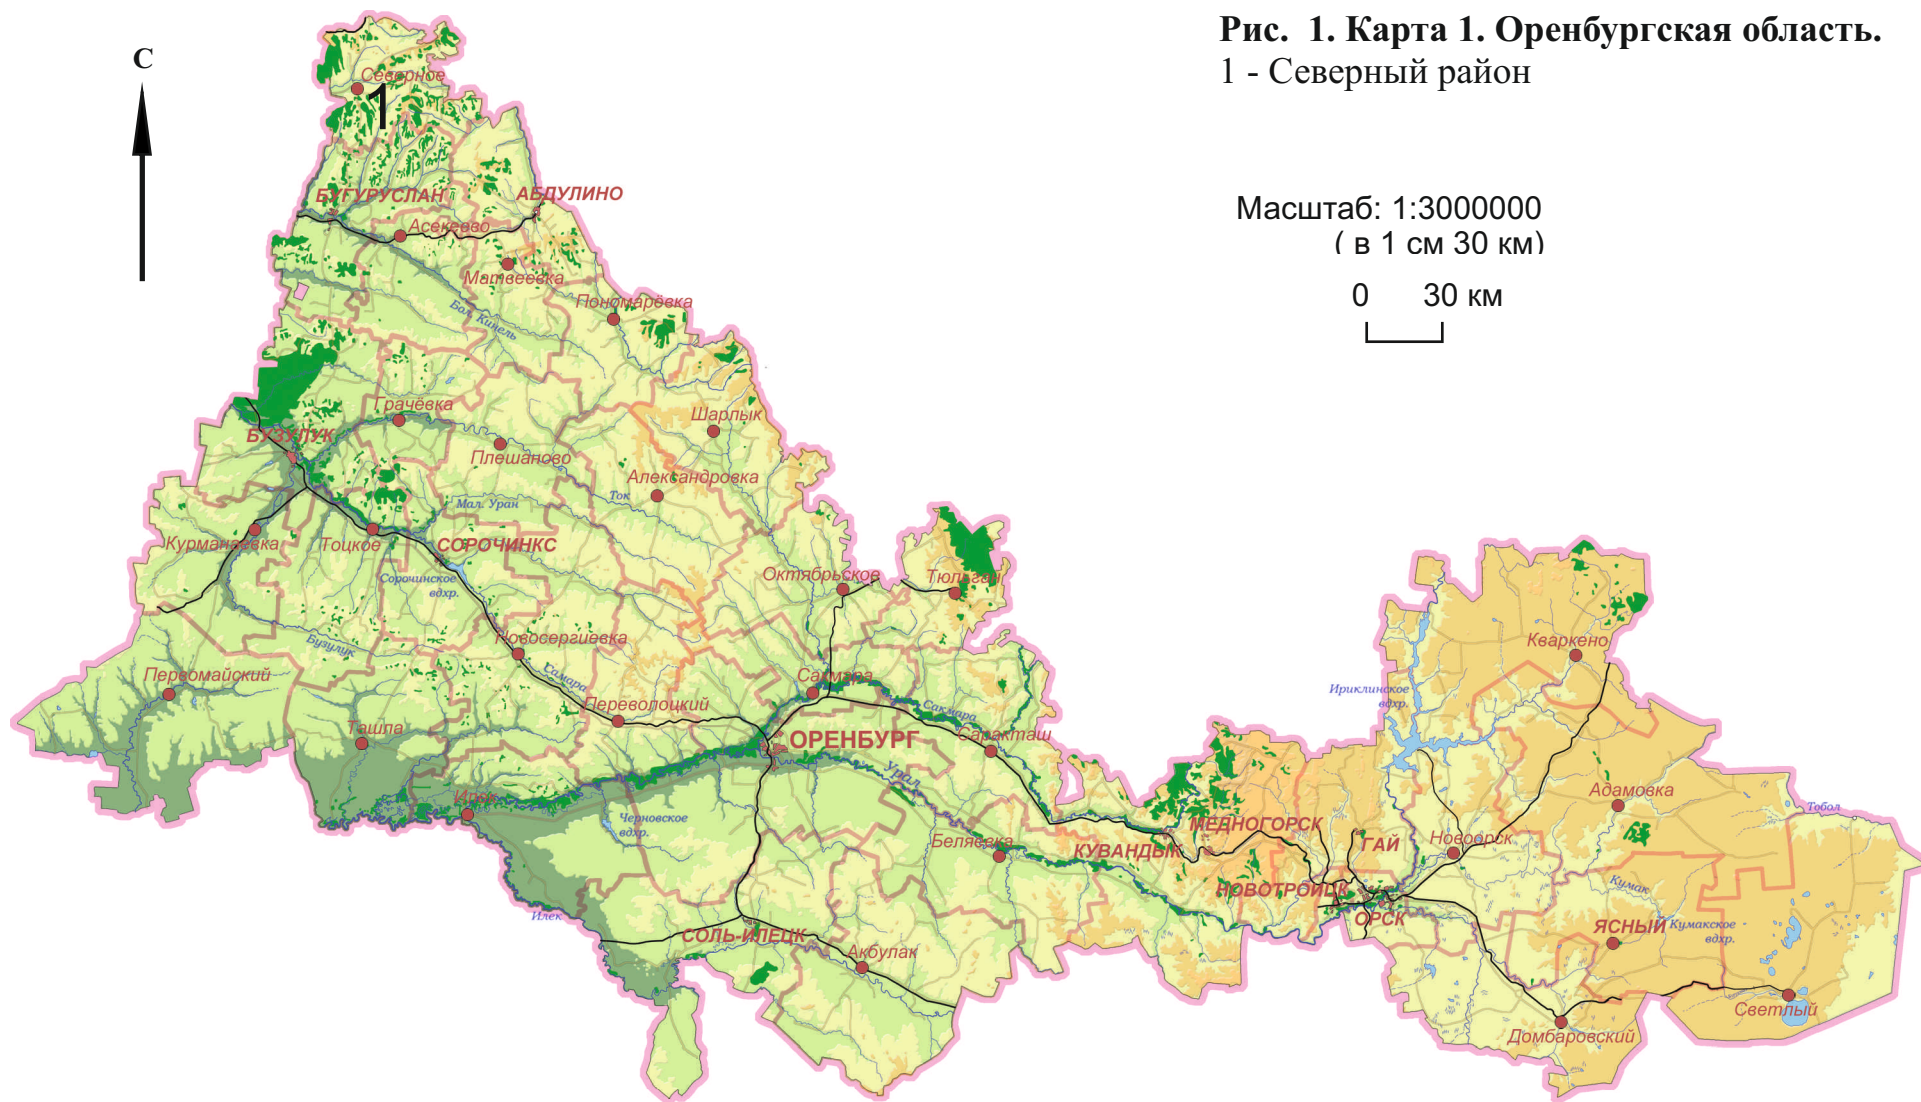 Рис. 1. Карта 1. Оренбургская область.
1 - Северный район
С
Масштаб: 1:3000000
( в 1 см 30 км)
0 30 км
Северное
1
БУГУРУСЛАН
АБДУЛИНО
Асекеево
Матвеевка
Пономарёвка
Бол. Кинель
Грачёвка
Шарлык
БУЗУЛУК
Плешаново
Александровка
Ток
Мал. Уран
Курманаевка
Тоцкое
СОРОЧИНКС
Сорочинское
вдхр.
Октябрьское
Тюльган
Бузулук
Новосергиевка
Кваркено
Первомайский
Самара
Сакмара
Ириклинское
вдхр.
Переволоцкий
Сакмара
Ташла
ОРЕНБУРГ
Саракташ
Урал
Илек
Адамовка
Тобол
Черновское
вдхр.
МЕДНОГОРСК
Беляевка
КУВАНДЫК
ГАЙ
Новоорск
НОВОТРОИЦК
Кумак
Илек
ОРСК
СОЛЬ-ИЛЕЦК
ЯСНЫЙ
Кумакское
вдхр.
Акбулак
Светлый
Домбаровский